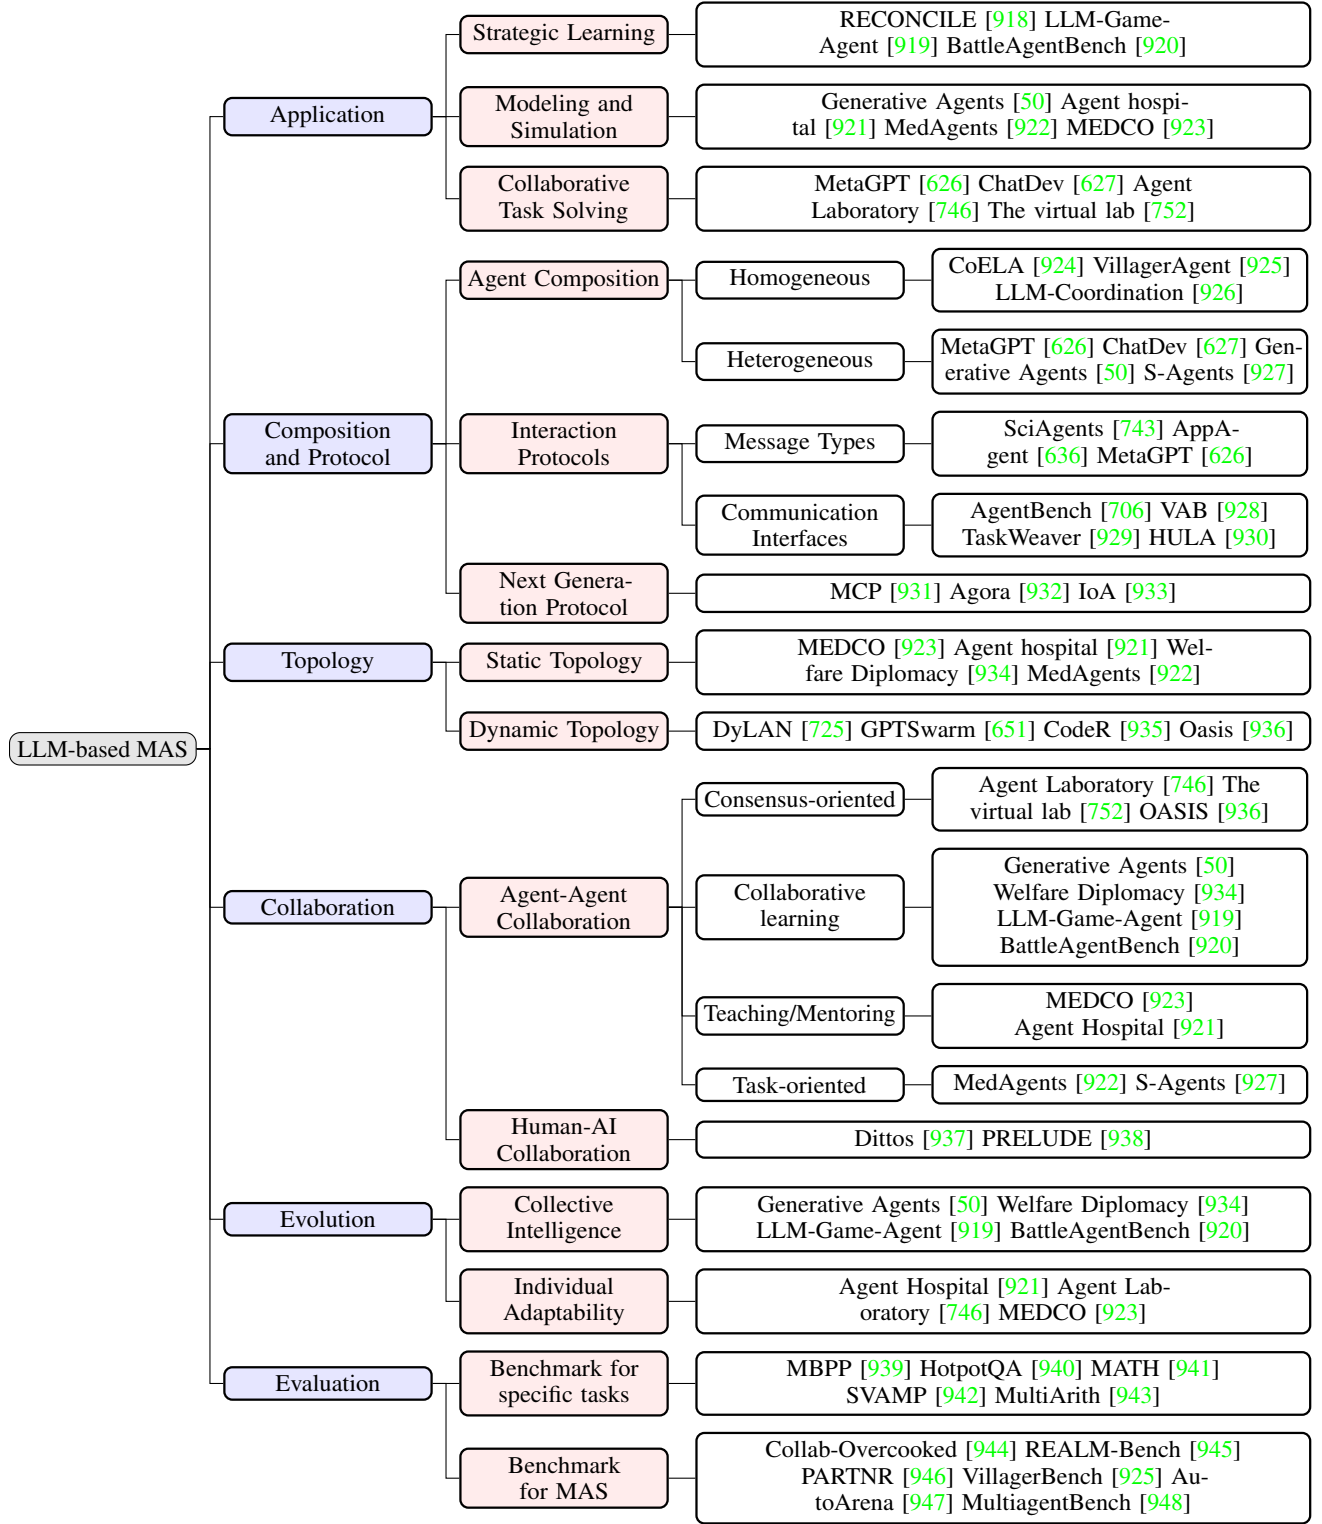 LLM-based MAS
Application
Strategic Learning
RECONCILE [918] LLM-Game-
Agent [919] BattleAgentBench [920]
Modeling and
Simulation
Generative Agents [50] Agent hospi-
tal [921] MedAgents [922] MEDCO [923]
Collaborative
Task Solving
MetaGPT [626] ChatDev [627] Agent
Laboratory [746] The virtual lab [752]
Composition
and Protocol
Agent Composition
Homogeneous
CoELA [924] VillagerAgent [925]
LLM-Coordination [926]
Heterogeneous
MetaGPT [626] ChatDev [627] Gen-
erative Agents [50] S-Agents [927]
Interaction
Protocols
Message Types
SciAgents [743] AppA-
gent [636] MetaGPT [626]
Communication
Interfaces
AgentBench [706] VAB [928]
TaskWeaver [929] HULA [930]
Next Genera-
tion Protocol
MCP [931] Agora [932] IoA [933]
Topology
Static Topology
MEDCO [923] Agent hospital [921] Wel-
fare Diplomacy [934] MedAgents [922]
Dynamic Topology
DyLAN [725] GPTSwarm [651] CodeR [935] Oasis [936]
Collaboration
Agent-Agent
Collaboration
Consensus-oriented
Agent Laboratory [746] The
virtual lab [752] OASIS [936]
Collaborative
learning
Generative Agents [50]
Welfare Diplomacy [934]
LLM-Game-Agent [919]
BattleAgentBench [920]
Teaching/Mentoring
MEDCO [923]
Agent Hospital [921]
Task-oriented
MedAgents [922] S-Agents [927]
Human-AI
Collaboration
Dittos [937] PRELUDE [938]
Evolution
Collective
Intelligence
Generative Agents [50] Welfare Diplomacy [934]
LLM-Game-Agent [919] BattleAgentBench [920]
Individual
Adaptability
Agent Hospital [921] Agent Lab-
oratory [746] MEDCO [923]
Evaluation
Benchmark for
specific tasks
MBPP [939] HotpotQA [940] MATH [941]
SVAMP [942] MultiArith [943]
Benchmark
for MAS
Collab-Overcooked [944] REALM-Bench [945]
PARTNR [946] VillagerBench [925] Au-
toArena [947] MultiagentBench [948]